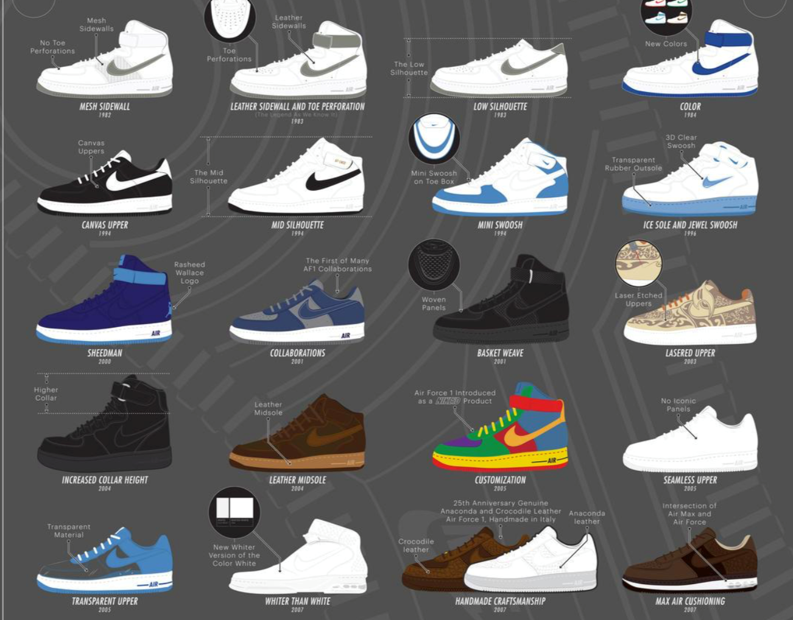 No Toe
Perforations
Mesh
Sidewalls
MESH SIDEWALL
1982
Toe
Perforations
Leather
Sidewalls
LEATHER SIDEWALL AND TOE PERFORATION
(The Legend As We Know It)
1983
The Low
Silhouette
LOW SILHOUETTE
1983
New Colors
COLOR
1984
Canvas
Uppers
CANVAS UPPER
1994
The Mid
Silhouette
MID SILHOUETTE
1994
Mini Swoosh
on Toe Box
MINI SWOOSH
1996
Transparent
Rubber Outsole
3D Clear
Swoosh
ICE SOLE AND JEWEL SWOOSH
1996
Rasheed
Wallace
Logo
AIR
SHEEDMAN
2000
The First of Many
AF1 Collaborations
AIR
COLLABORATIONS
2001
Woven
Panels
BASKET WEAVE
2001
Laser Etched
Uppers
LASERED UPPER
2003
Higher
Collar
INCREASED COLLAR HEIGHT
2004
Leather
Midsole
LEATHER MIDSOLE
2004
Air Force 1 Introduced
as a Product
AIR
CUSTOMIZATION
2005
No Iconic
Panels
SEAMLESS UPPER
2005
Transparent
Material
AIR
TRANSPARENT UPPER
2005
New Whiter
Version of the
Color White
WHITER THAN WHITE
2007
25th Anniversary Genuine
Anaconda and Crocodile Leather
Air Force 1, Handmade in Italy
Crocodile
leather
Anaconda
leather
AIR
HANDMADE CRAFTSMANSHIP
2007
Intersection of
Air Max and
Air Force
MAX AIR CUSHIONING
2007